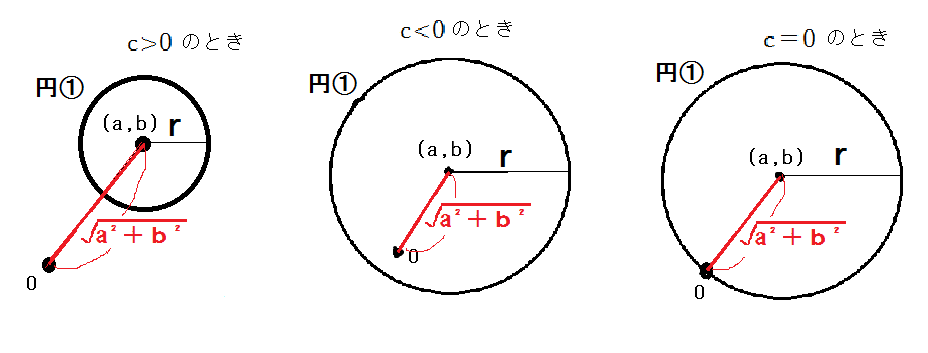 c>0 のとき
円①
(a,b)
r
√a²+b²
0
c<0 のとき
円①
(a,b)
r
√a²+b²
0
c=0 のとき
円①
(a,b)
r
√a²+b²
0